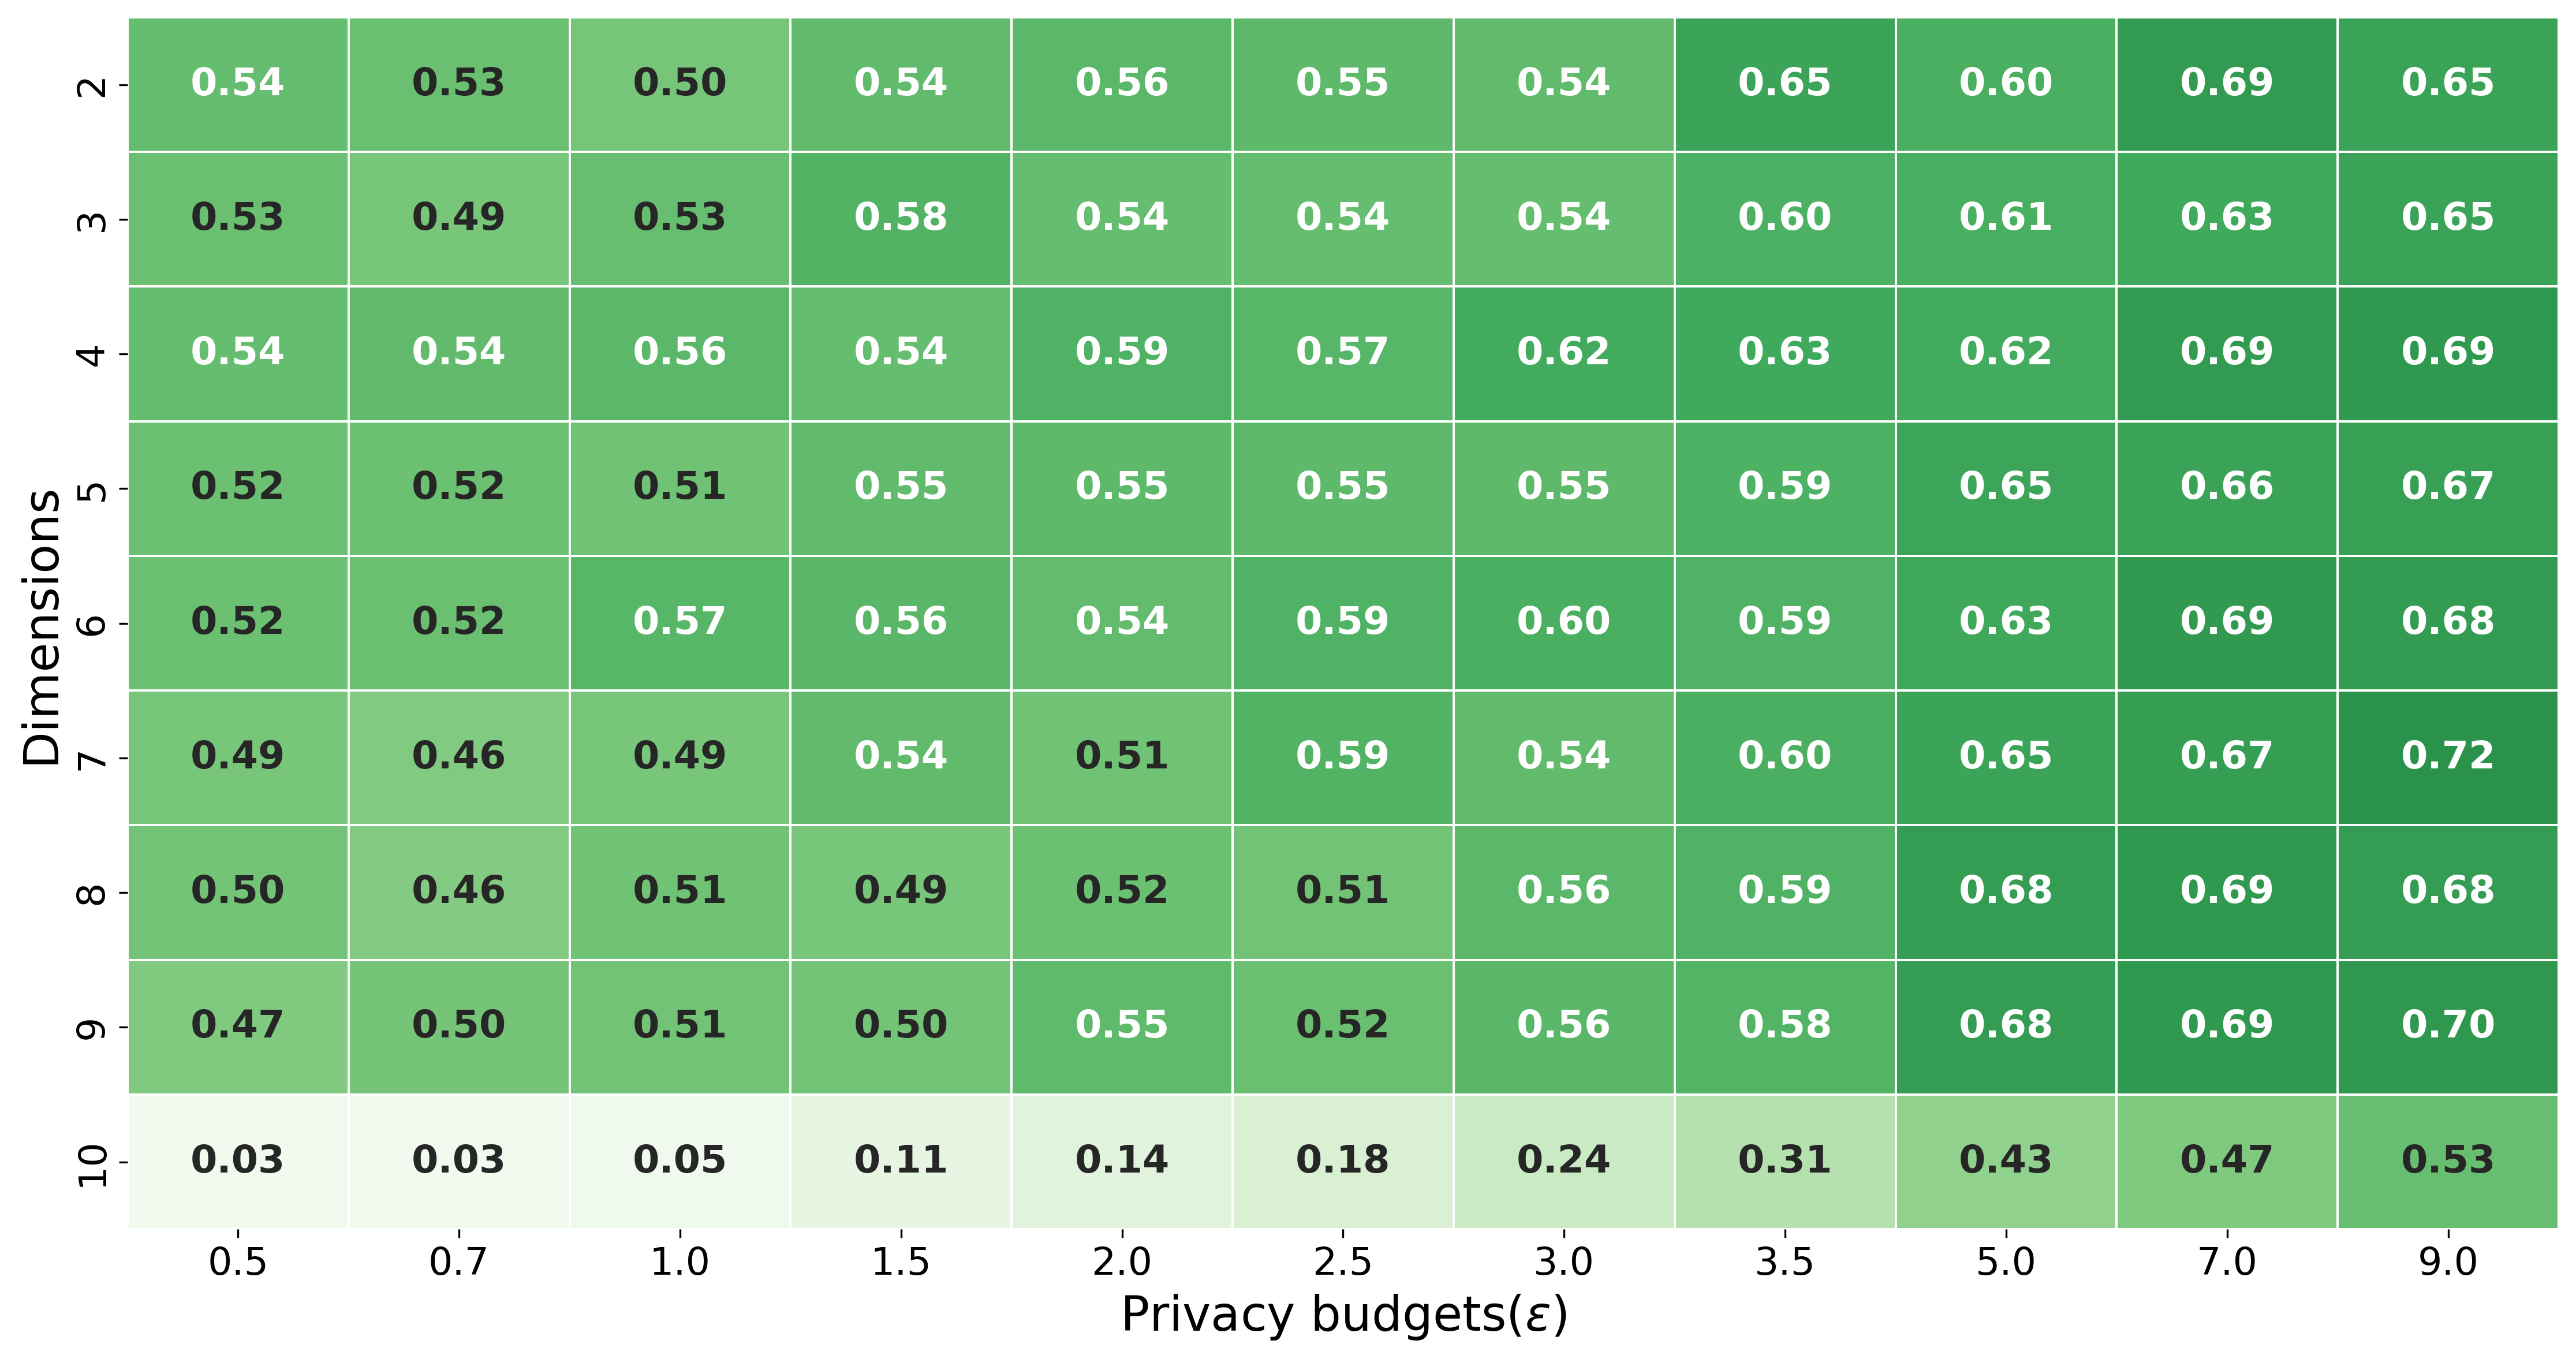 2 0.54 0.53 0.50 0.54 0.56 0.55 0.54 0.65 0.60 0.69 0.65
3 0.53 0.49 0.53 0.58 0.54 0.54 0.54 0.60 0.61 0.63 0.65
4 0.54 0.54 0.56 0.54 0.59 0.57 0.62 0.63 0.62 0.69 0.69
5 0.52 0.52 0.51 0.55 0.55 0.55 0.55 0.59 0.65 0.66 0.67
6 0.52 0.52 0.57 0.56 0.54 0.59 0.60 0.59 0.63 0.69 0.68
7 0.49 0.46 0.49 0.54 0.51 0.59 0.54 0.60 0.65 0.67 0.72
8 0.50 0.46 0.51 0.49 0.52 0.51 0.56 0.59 0.68 0.69 0.68
9 0.47 0.50 0.51 0.50 0.55 0.52 0.56 0.58 0.68 0.69 0.70
10 0.03 0.03 0.05 0.11 0.14 0.18 0.24 0.31 0.43 0.47 0.53
0.5 0.7 1.0 1.5 2.0 2.5 3.0 3.5 5.0 7.0 9.0
Dimensions
Privacy budgets(ε)